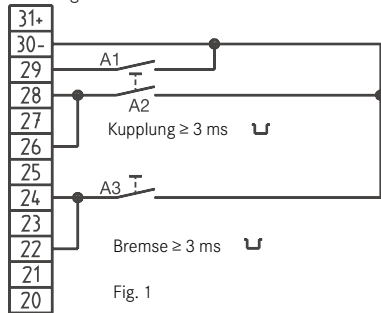 31+
30-
29
A1
28
A2
27
Kupplung ≥ 3 ms
26
25
24
A3
23
22
Bremse ≥ 3 ms
21
20
Fig. 1